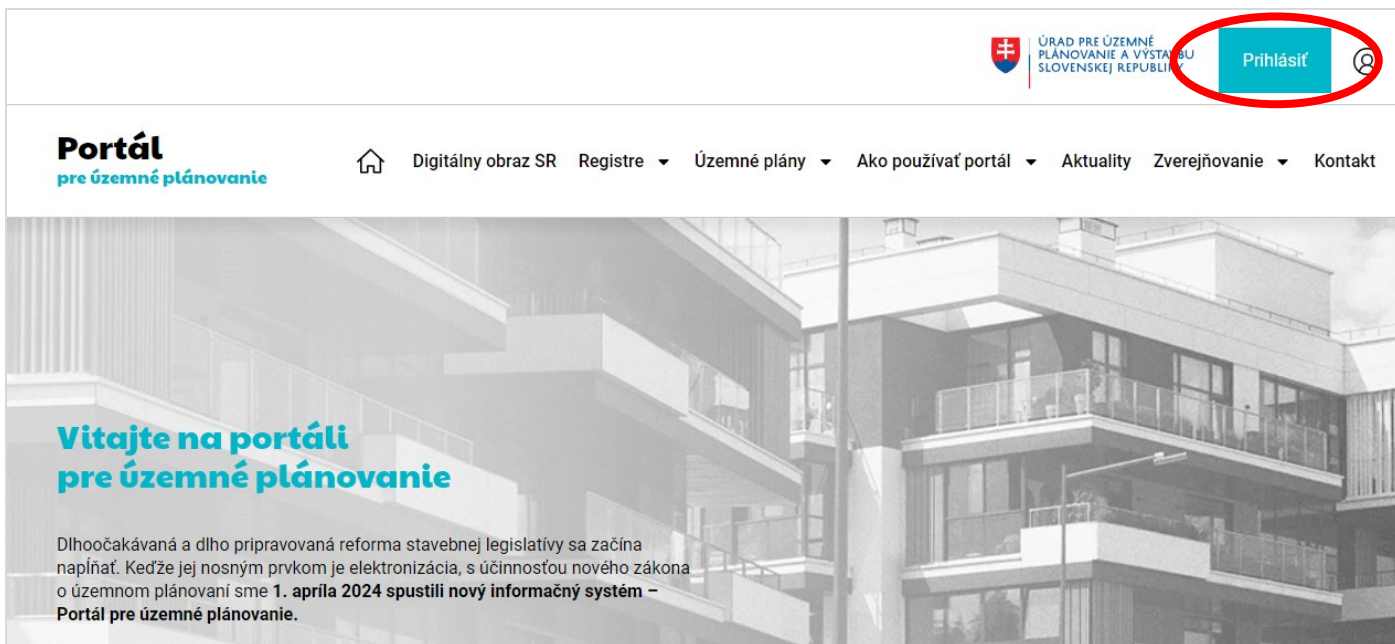 ÚRAD PRE ÚZEMNÉ
PLÁNOVANIE A VÝSTAVBU
SLOVENSKEJ REPUBLIKY
Prihlásiť
Portál
pre územné plánovanie
Digitálny obraz SR Registre Územné plány Ako používať portál Aktuality Zverejňovanie Kontakt
Vitajte na portáli
pre územné plánovanie
Dlhoočakávaná a dlho pripravovaná reforma stavebnej legislatívy sa začína
napĺňať. Keďže jej nosným prvkom je elektronizácia, s účinnosťou nového zákona
o územnom plánovaní sme 1. apríla 2024 spustili nový informačný systém –
Portál pre územné plánovanie.